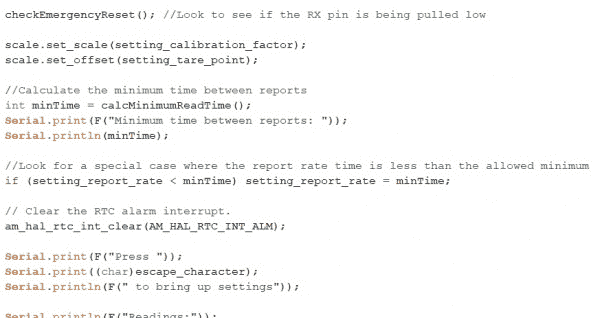 checkEmergencyReset(); //Look to see if the RX pin is being pulled low
scale.set_scale(setting_calibration_factor);
scale.set_offset(setting_tare_point);
//Calculate the minimum time between reports
int minTime = calcMinimumReadTime();
Serial.print(F("Minimum time between reports: "));
Serial.println(minTime);
//Look for a special case where the report rate time is less than the allowed minimum
if (setting_report_rate < minTime) setting_report_rate = minTime;
// Clear the RTC alarm interrupt.
am_hal_rtc_int_clear(AM_HAL_RTC_INT_ALM);
Serial.print(F("Press "));
Serial.print((char)escape_character);
Serial.println(F(" to bring up settings"));
Serial.println(F("Readings:"));